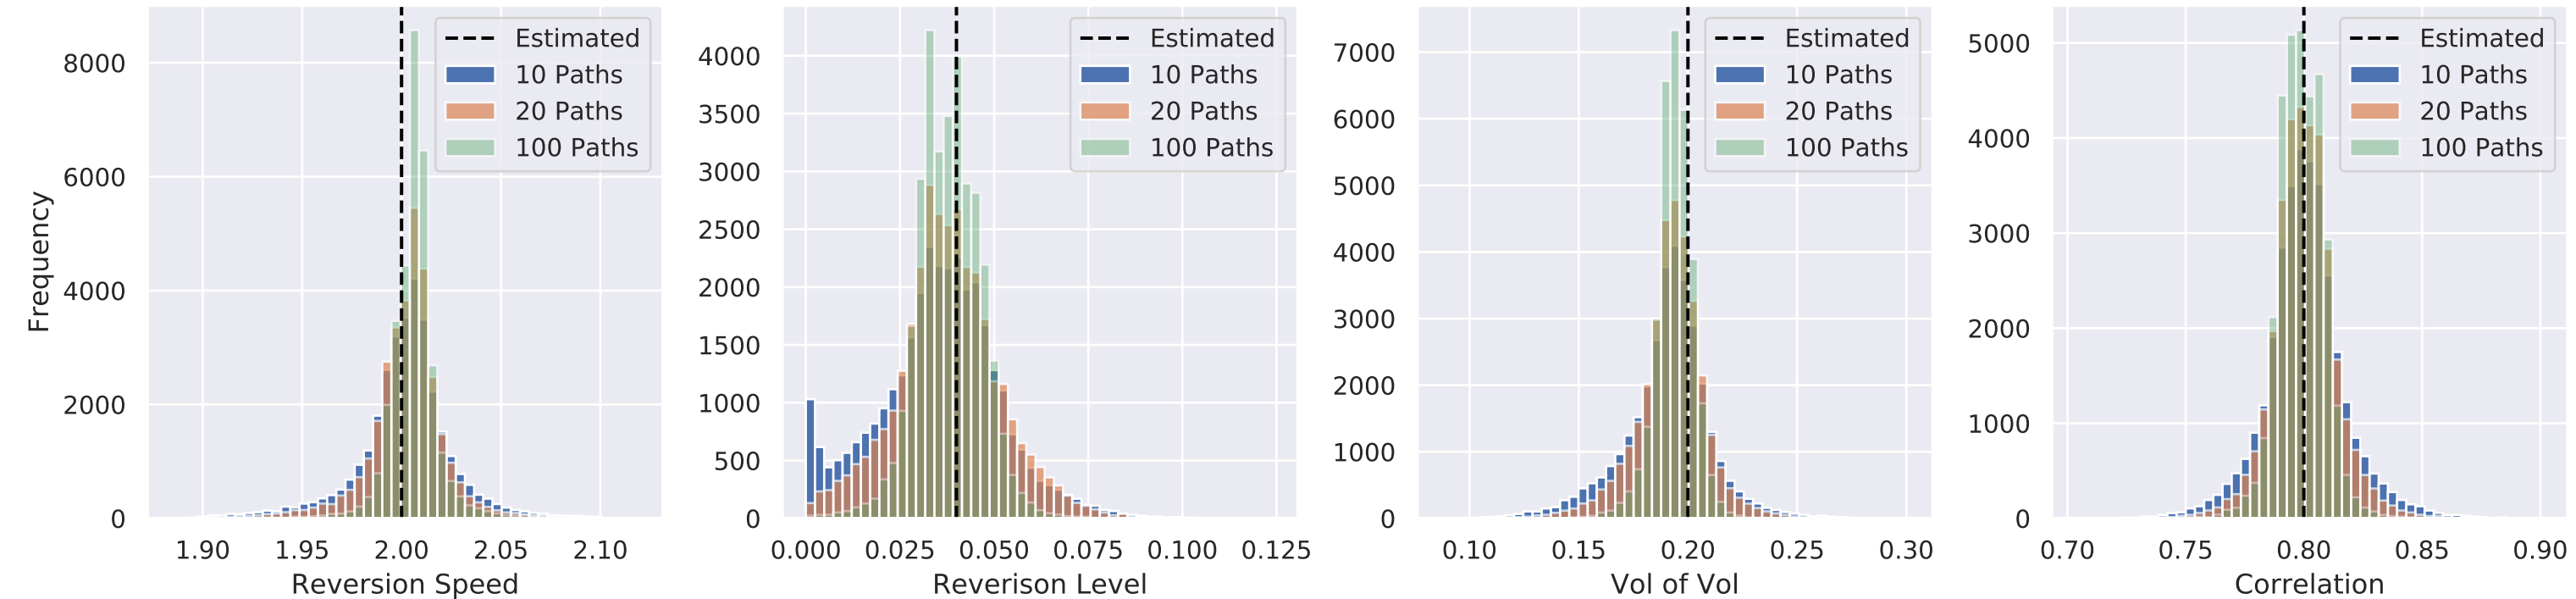 Frequency
8000
6000
4000
2000
0
1.90 1.95 2.00 2.05 2.10
Reversion Speed
Estimated
10 Paths
20 Paths
100 Paths
4000
3500
3000
2500
2000
1500
1000
500
0
0.000 0.025 0.050 0.075 0.100 0.125
Reverison Level
Estimated
10 Paths
20 Paths
100 Paths
7000
6000
5000
4000
3000
2000
1000
0
0.10 0.15 0.20 0.25 0.30
Vol of Vol
Estimated
10 Paths
20 Paths
100 Paths
5000
4000
3000
2000
1000
0
0.70 0.75 0.80 0.85 0.90
Correlation
Estimated
10 Paths
20 Paths
100 Paths